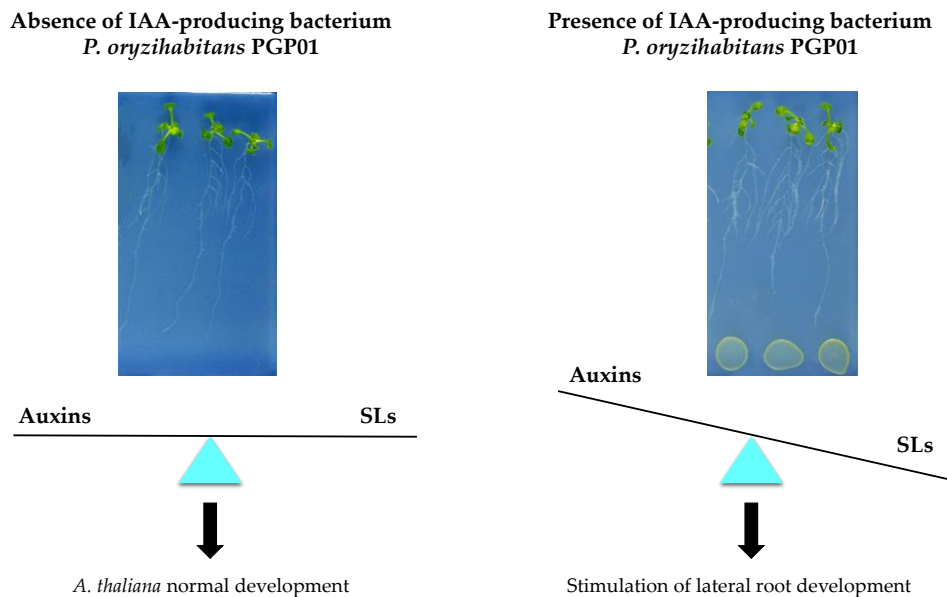 Absence of IAA-producing bacterium
P. oryzihabitans PGP01
Presence of IAA-producing bacterium
P. oryzihabitans PGP01
Auxins
SLs
Auxins
SLs
A. thaliana normal development
Stimulation of lateral root development